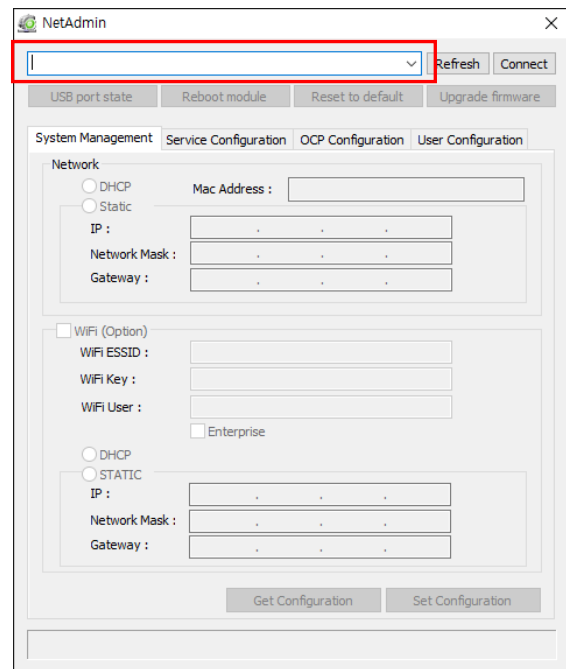 NetAdmin
Refresh Connect
USB port state Reboot module Reset to default Upgrade firmware
System Management Service Configuration OCP Configuration User Configuration
Network
DHCP Mac Address :
Static
IP : . . .
Network Mask : . . .
Gateway : . . .
WiFi (Option)
WiFi ESSID :
WiFi Key :
WiFi User :
Enterprise
DHCP
STATIC
IP : . . .
Network Mask : . . .
Gateway : . . .
Get Configuration Set Configuration